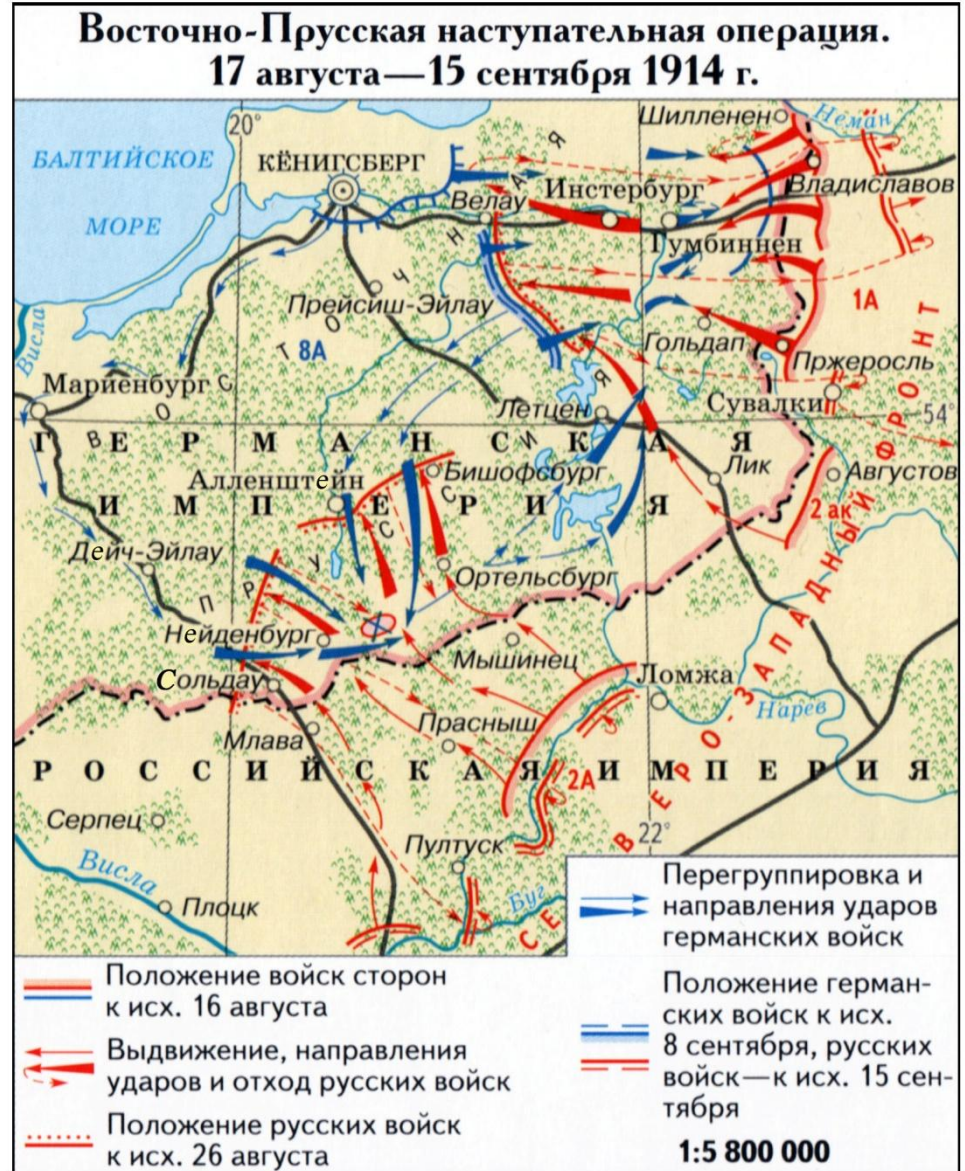 Восточно-Прусская наступательная операция.
17 августа—15 сентября 1914 г.
20°
Шилленен
Неман
БАЛТИЙСКОЕ
МОРЕ
КЁНИГСБЕРГ
Велау
Инстербург
Владиславов
Гумбиннен
Прейсиш-Эйлау
1А
8А
Гольдап
Пржеросль
Висла
Мариенбург
Летцен
Сувалки
54°
ГЕРМАНСКАЯ
Алленштейн
Бишофсбург
Лик
Августов
ИМПЕРИЯ
2 ак
ВОСТОЧНАЯ
ПРУССИЯ
Дейч-Эйлау
Ортельсбург
Нейденбург
Мышинец
Сольдау
Ломжа
Нарев
Прасныш
Млава
РОССИЙСКАЯ ИМПЕРИЯ
2А
СЕВЕРО-ЗАПАДНЫЙ ФРОНТ
Серпец
Пултуск
22°
Висла
Плоцк
Буг
Перегруппировка и
направления ударов
германских войск
Положение войск сторон
к исх. 16 августа
Выдвижение, направления
ударов и отход русских войск
Положение русских войск
к исх. 26 августа
Положение герман-
ских войск к исх.
8 сентября, русских
войск—к исх. 15 сен-
тября
1:5 800 000